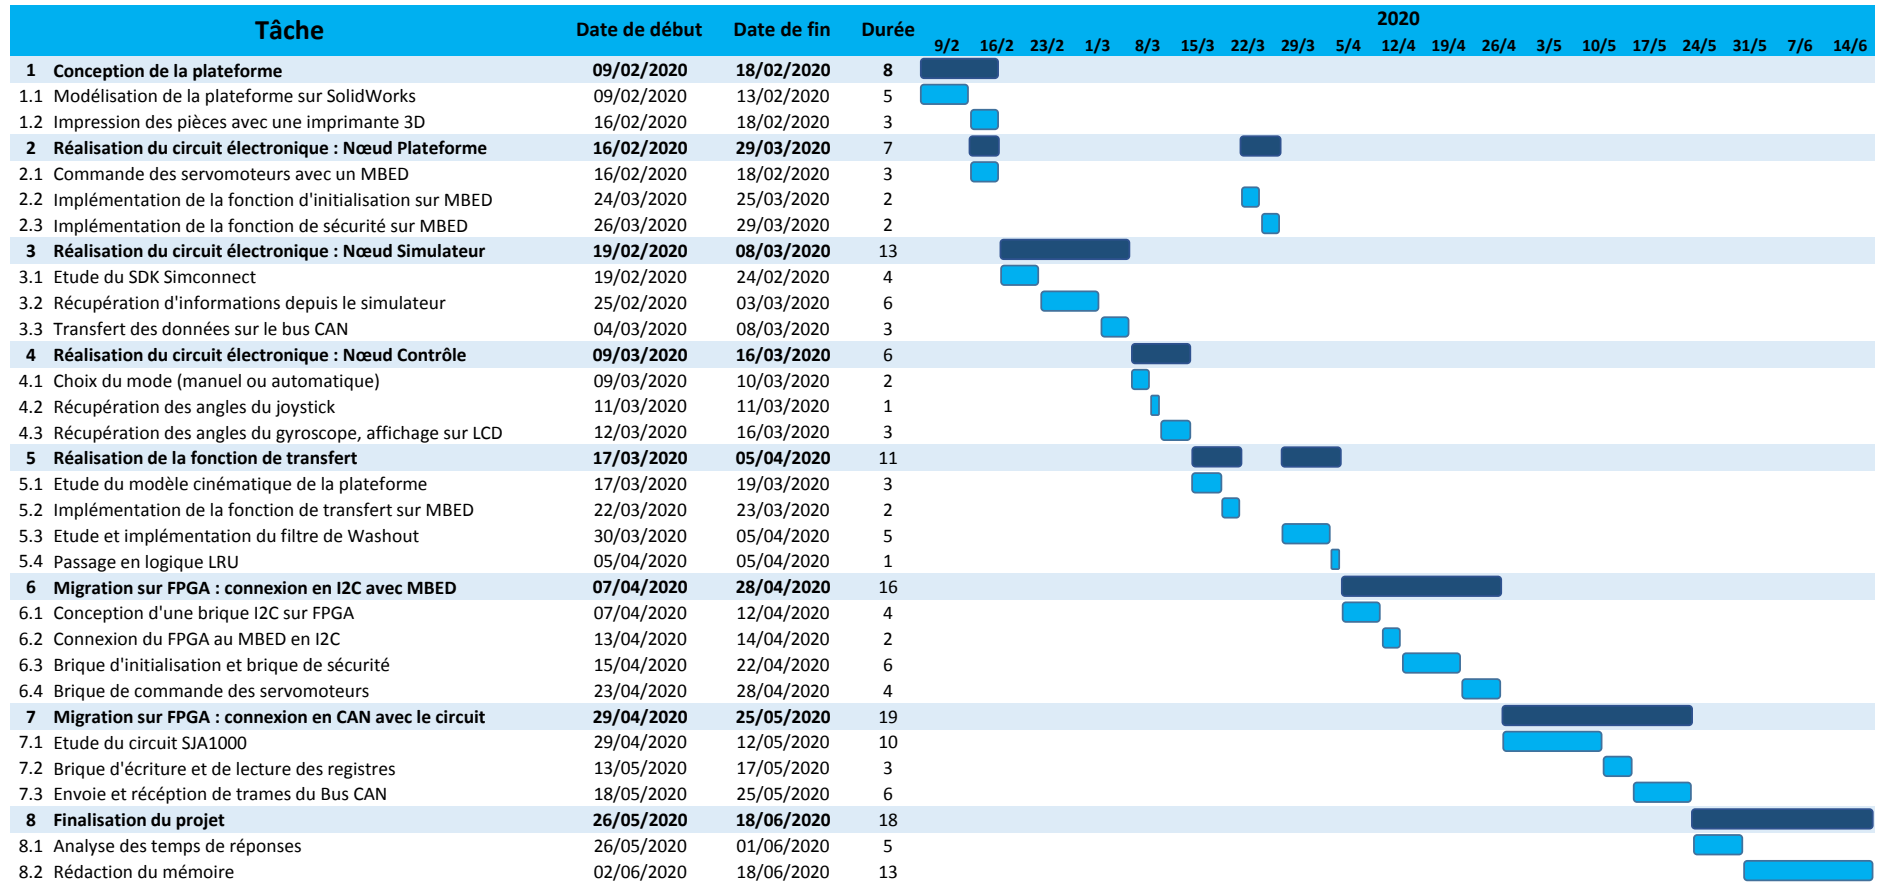 2020
Tâche Date de début Date de fin Durée
9/2 16/2 23/2 1/3 8/3 15/3 22/3 29/3 5/4 12/4 19/4 26/4 3/5 10/5 17/5 24/5 31/5 7/6 14/6
1 Conception de la plateforme 09/02/2020 18/02/2020 8
1.1 Modélisation de la plateforme sur SolidWorks 09/02/2020 13/02/2020 5
1.2 Impression des pièces avec une imprimante 3D 16/02/2020 18/02/2020 3
2 Réalisation du circuit électronique : Nœud Plateforme 16/02/2020 29/03/2020 7
2.1 Commande des servomoteurs avec un MBED 16/02/2020 18/02/2020 3
2.2 Implémentation de la fonction d'initialisation sur MBED 24/03/2020 25/03/2020 2
2.3 Implémentation de la fonction de sécurité sur MBED 26/03/2020 29/03/2020 2
3 Réalisation du circuit électronique : Nœud Simulateur 19/02/2020 08/03/2020 13
3.1 Etude du SDK Simconnect 19/02/2020 24/02/2020 4
3.2 Récupération d'informations depuis le simulateur 25/02/2020 03/03/2020 6
3.3 Transfert des données sur le bus CAN 04/03/2020 08/03/2020 3
4 Réalisation du circuit électronique : Nœud Contrôle 09/03/2020 16/03/2020 6
4.1 Choix du mode (manuel ou automatique) 09/03/2020 10/03/2020 2
4.2 Récupération des angles du joystick 11/03/2020 11/03/2020 1
4.3 Récupération des angles du gyroscope, affichage sur LCD 12/03/2020 16/03/2020 3
5 Réalisation de la fonction de transfert 17/03/2020 05/04/2020 11
5.1 Etude du modèle cinématique de la plateforme 17/03/2020 19/03/2020 3
5.2 Implémentation de la fonction de transfert sur MBED 22/03/2020 23/03/2020 2
5.3 Etude et implémentation du filtre de Washout 30/03/2020 05/04/2020 5
5.4 Passage en logique LRU 05/04/2020 05/04/2020 1
6 Migration sur FPGA : connexion en I2C avec MBED 07/04/2020 28/04/2020 16
6.1 Conception d'une brique I2C sur FPGA 07/04/2020 12/04/2020 4
6.2 Connexion du FPGA au MBED en I2C 13/04/2020 14/04/2020 2
6.3 Brique d'initialisation et brique de sécurité 15/04/2020 22/04/2020 6
6.4 Brique de commande des servomoteurs 23/04/2020 28/04/2020 4
7 Migration sur FPGA : connexion en CAN avec le circuit 29/04/2020 25/05/2020 19
7.1 Etude du circuit SJA1000 29/04/2020 12/05/2020 10
7.2 Brique d'écriture et de lecture des registres 13/05/2020 17/05/2020 3
7.3 Envoie et récéption de trames du Bus CAN 18/05/2020 25/05/2020 6
8 Finalisation du projet 26/05/2020 18/06/2020 18
8.1 Analyse des temps de réponses 26/05/2020 01/06/2020 5
8.2 Rédaction du mémoire 02/06/2020 18/06/2020 13